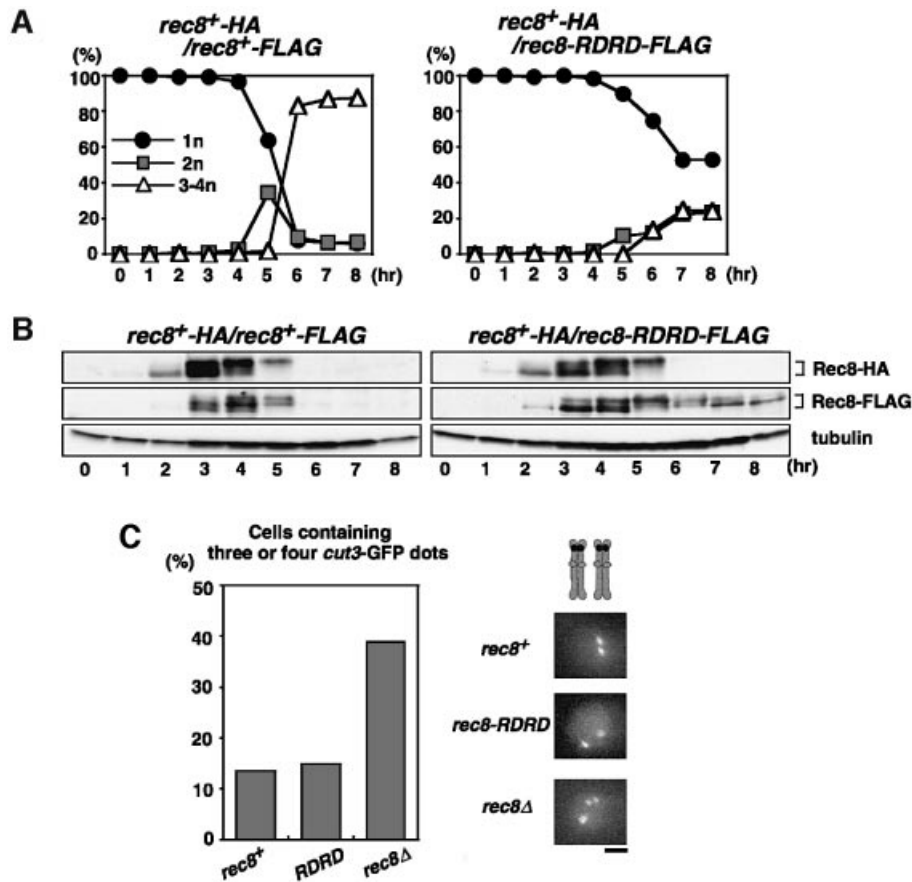 A
rec8+-HA
/rec8+-FLAG
(%)
100
80
60
40
20
0
1n
2n
3-4n
0 1 2 3 4 5 6 7 8 (hr)
rec8+-HA
/rec8-RDRD-FLAG
(%)
100
80
60
40
20
0
0 1 2 3 4 5 6 7 8 (hr)
B
rec8+-HA/rec8+-FLAG
rec8+-HA/rec8-RDRD-FLAG
Rec8-HA
Rec8-FLAG
tubulin
0 1 2 3 4 5 6 7 8
0 1 2 3 4 5 6 7 8 (hr)
C
Cells containing
three or four cut3-GFP dots
(%)
50
40
30
20
10
0
rec8+
RDRD
rec8Δ
rec8+
rec8-RDRD
rec8Δ